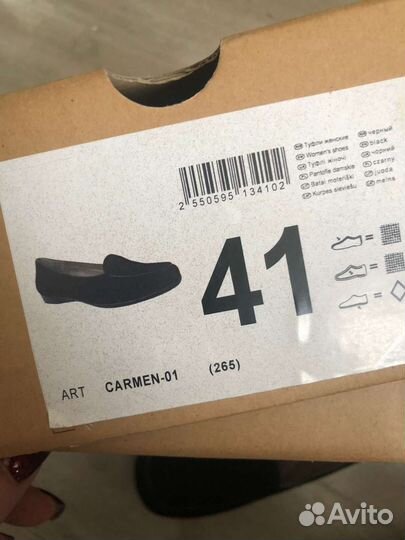 Туфли женские
Women's shoes
Туфлі жіночі
Pantofle damskie
Batai moteriški
Kurpes sieviešu
черный
black
чорний
czarny
juoda
melns
2 550595 134102
41
ART CARMEN-01 (265)
Avito